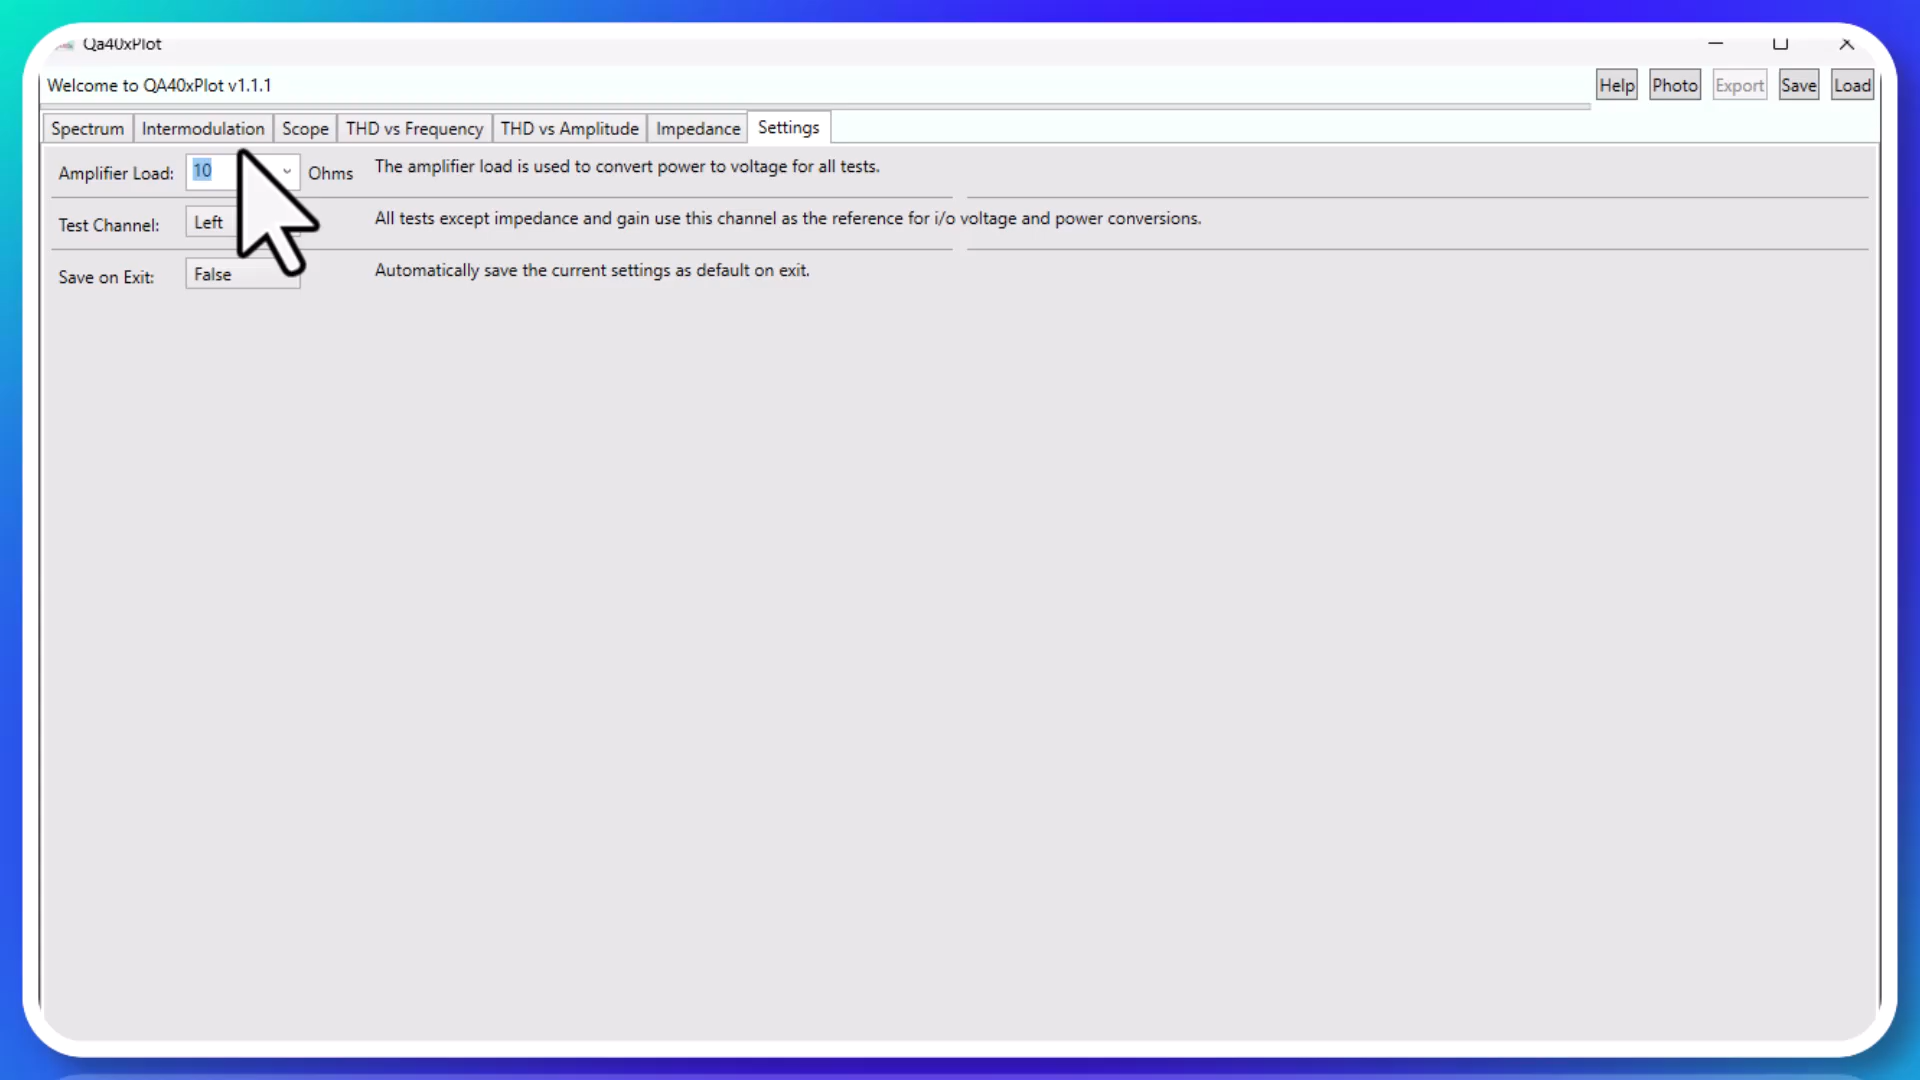 Qa40xPlot
Welcome to QA40xPlot v1.1.1
Help Photo Export Save Load
Spectrum Intermodulation Scope THD vs Frequency THD vs Amplitude Impedance Settings
Amplifier Load: 10 Ohms The amplifier load is used to convert power to voltage for all tests.
Test Channel: Left All tests except impedance and gain use this channel as the reference for i/o voltage and power conversions.
Save on Exit: False Automatically save the current settings as default on exit.